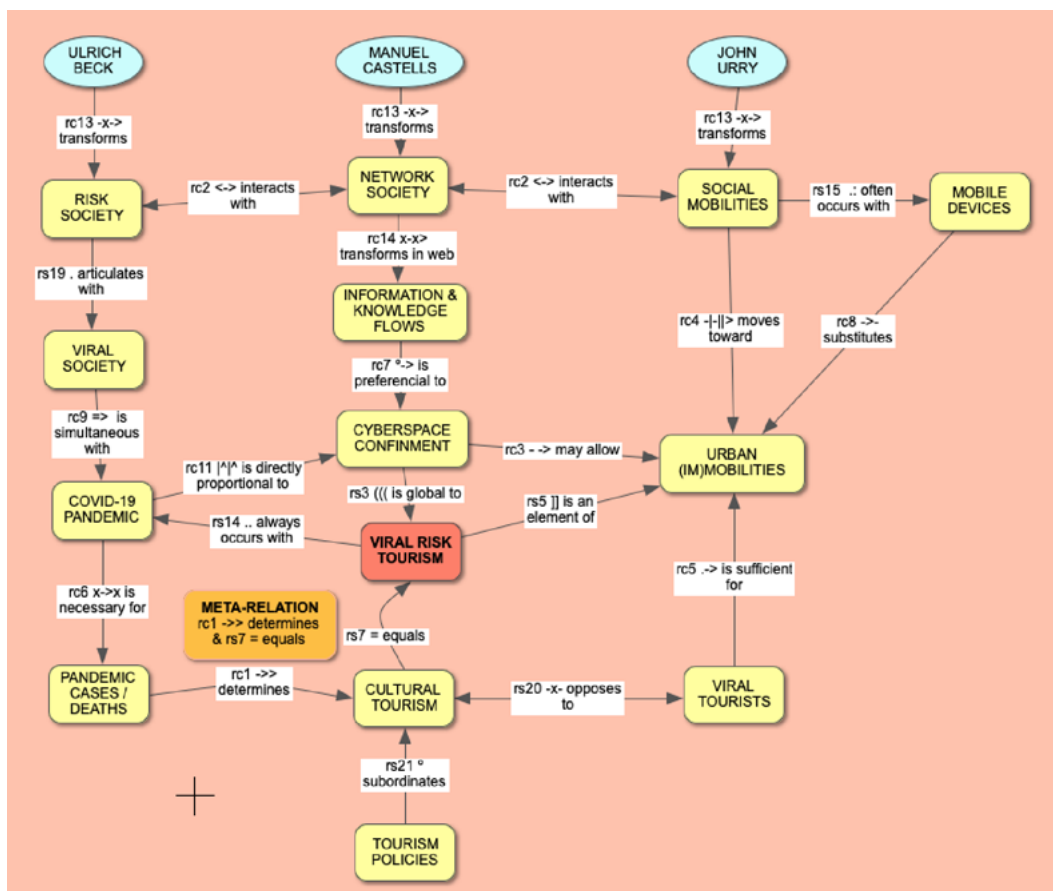 ULRICH
BECK
MANUEL
CASTELLS
JOHN
URRY
rc13 -x->
transforms
rc13 -x->
transforms
rc13 -x->
transforms
RISK
SOCIETY
rc2 <-> interacts
with
NETWORK
SOCIETY
rc2 <-> interacts
with
SOCIAL
MOBILITIES
rs15 .: often
occurs with
MOBILE
DEVICES
rc14 x-x>
transforms in web
rs19 . articulates
with
INFORMATION &
KNOWLEDGE
FLOWS
rc4 -|-||> moves
toward
rc8 ->-
substitutes
VIRAL
SOCIETY
rc7 º-> is
preferencial to
rc9 => is
simultaneous
with
CYBERSPACE
CONFINMENT
rc3 - -> may allow
URBAN
(IM)MOBILITIES
rc11 |^|^ is directly
proportional to
COVID-19
PANDEMIC
rs3 ((( is global to
rs5 ]] is an
element of
rs14 .. always
occurs with
VIRAL RISK
TOURISM
rc5 .-> is sufficient
for
rc6 x->x is
necessary for
META-RELATION
rc1 ->> determines
& rs7 = equals
rs7 = equals
PANDEMIC
CASES /
DEATHS
rc1 ->>
determines
CULTURAL
TOURISM
rs20 -x- opposes
to
VIRAL
TOURISTS
rs21 º
subordinates
TOURISM
POLICIES